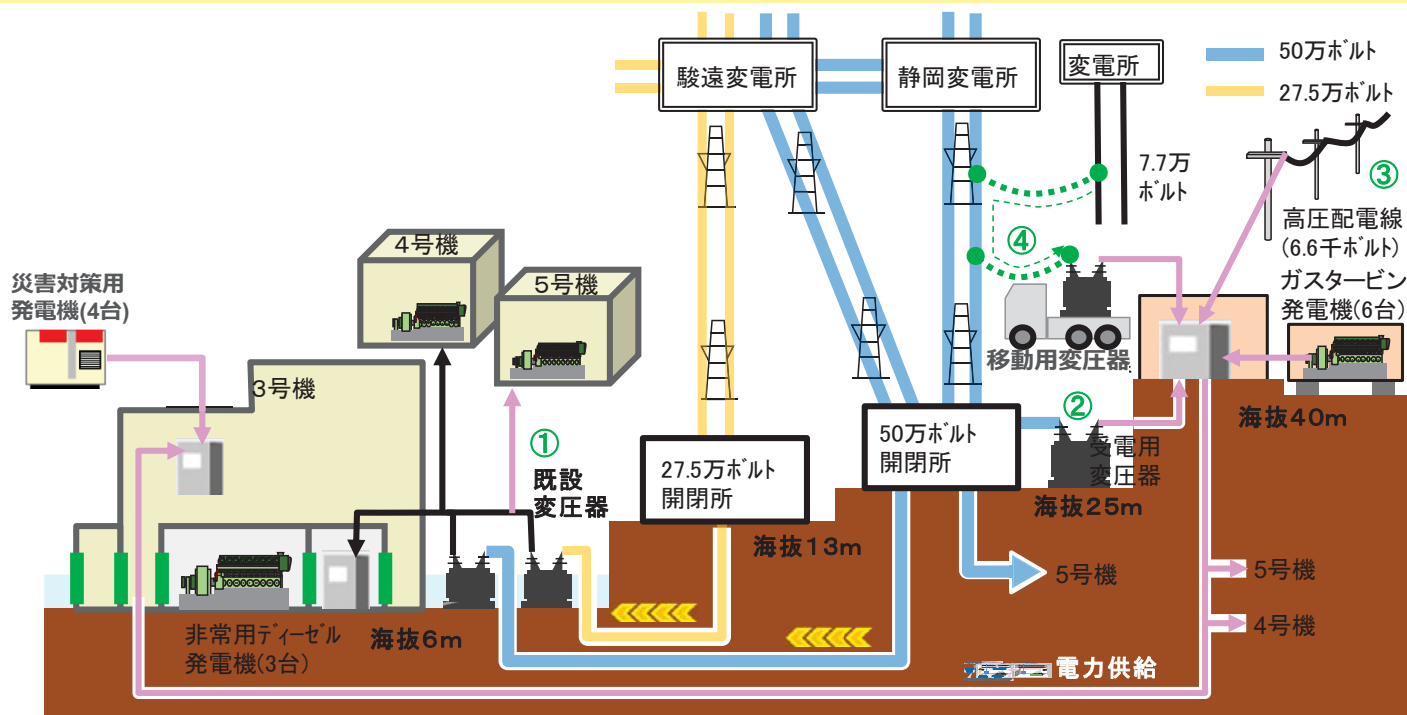 駿遠変電所
静岡変電所
変電所
50万ボルト
27.5万ボルト
7.7万
ボルト
③
高圧配電線
(6.6千ボルト)
ガスタービン
発電機(6台)
④
移動用変圧器
海抜40m
4号機
5号機
災害対策用
発電機(4台)
3号機
①
既設
変圧器
27.5万ボルト
開閉所
50万ボルト
開閉所
②
受電用
変圧器
海抜25m
海抜13m
5号機
5号機
4号機
非常用ディーゼル
発電機(3台)
海抜6m
電力供給